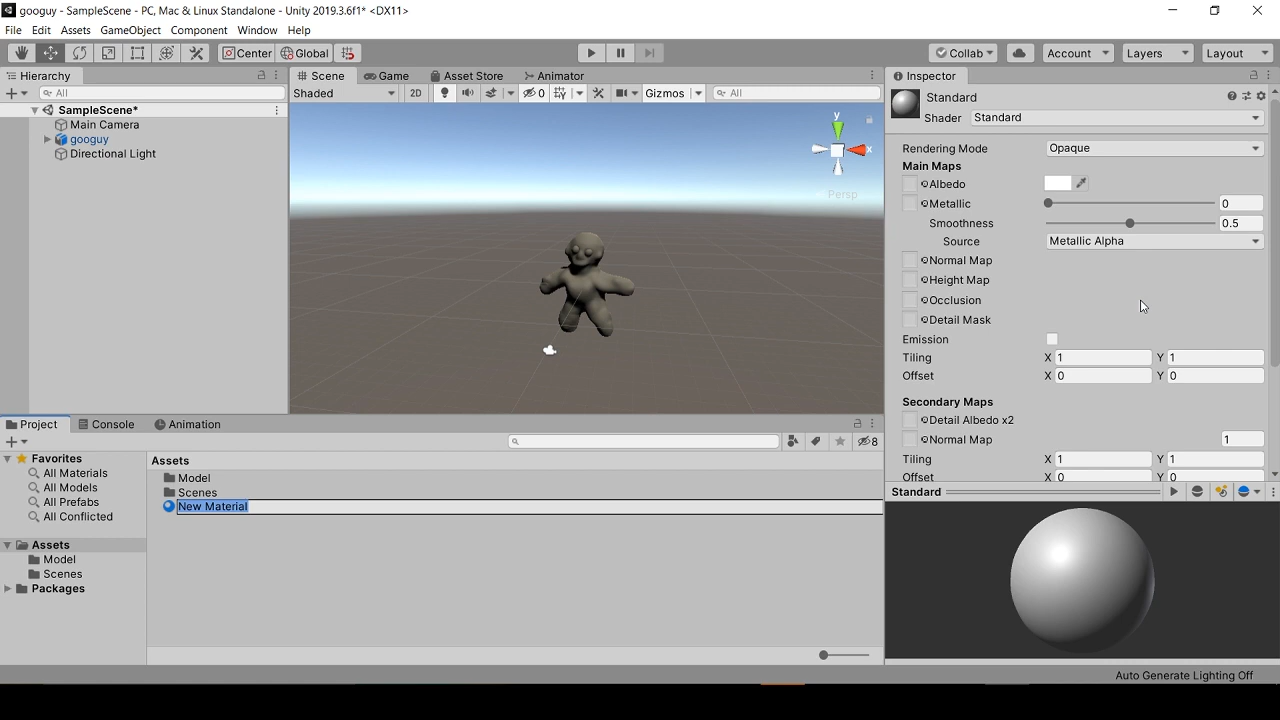 googuy - SampleScene - PC, Mac & Linux Standalone - Unity 2019.3.6f1* <DX11>
File Edit Assets GameObject Component Window Help
Center Global Collab Account Layers Layout
Hierarchy
All
SampleScene*
Main Camera
googuy
Directional Light
Scene Game Asset Store Animator
Shaded 2D 0 Gizmos All
y
x
Persp
Inspector
Standard
Shader Standard
Rendering Mode Opaque
Main Maps
Albedo
Metallic 0
Smoothness 0.5
Source Metallic Alpha
Normal Map
Height Map
Occlusion
Detail Mask
Emission
Tiling X 1 Y 1
Offset X 0 Y 0
Secondary Maps
Detail Albedo x2
Normal Map 1
Tiling X 1 Y 1
Offset X 0 Y 0
Standard
Project Console Animation
8
Favorites
All Materials
All Models
All Prefabs
All Conflicted
Assets
Model
Scenes
Packages
Assets
Model
Scenes
New Material
Auto Generate Lighting Off